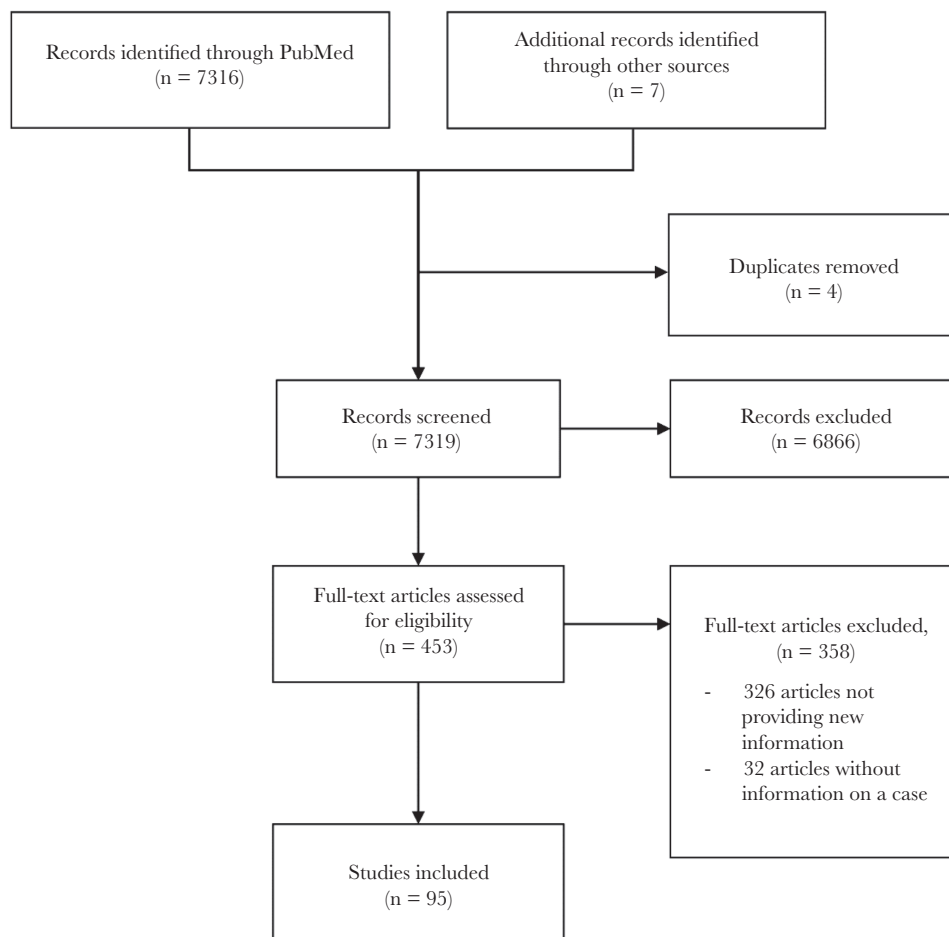 Records identified through PubMed
(n = 7316)
Additional records identified
through other sources
(n = 7)
Duplicates removed
(n = 4)
Records screened
(n = 7319)
Records excluded
(n = 6866)
Full-text articles assessed
for eligibility
(n = 453)
Full-text articles excluded,
(n = 358)
- 326 articles not
providing new
information
- 32 articles without
information on a case
Studies included
(n = 95)